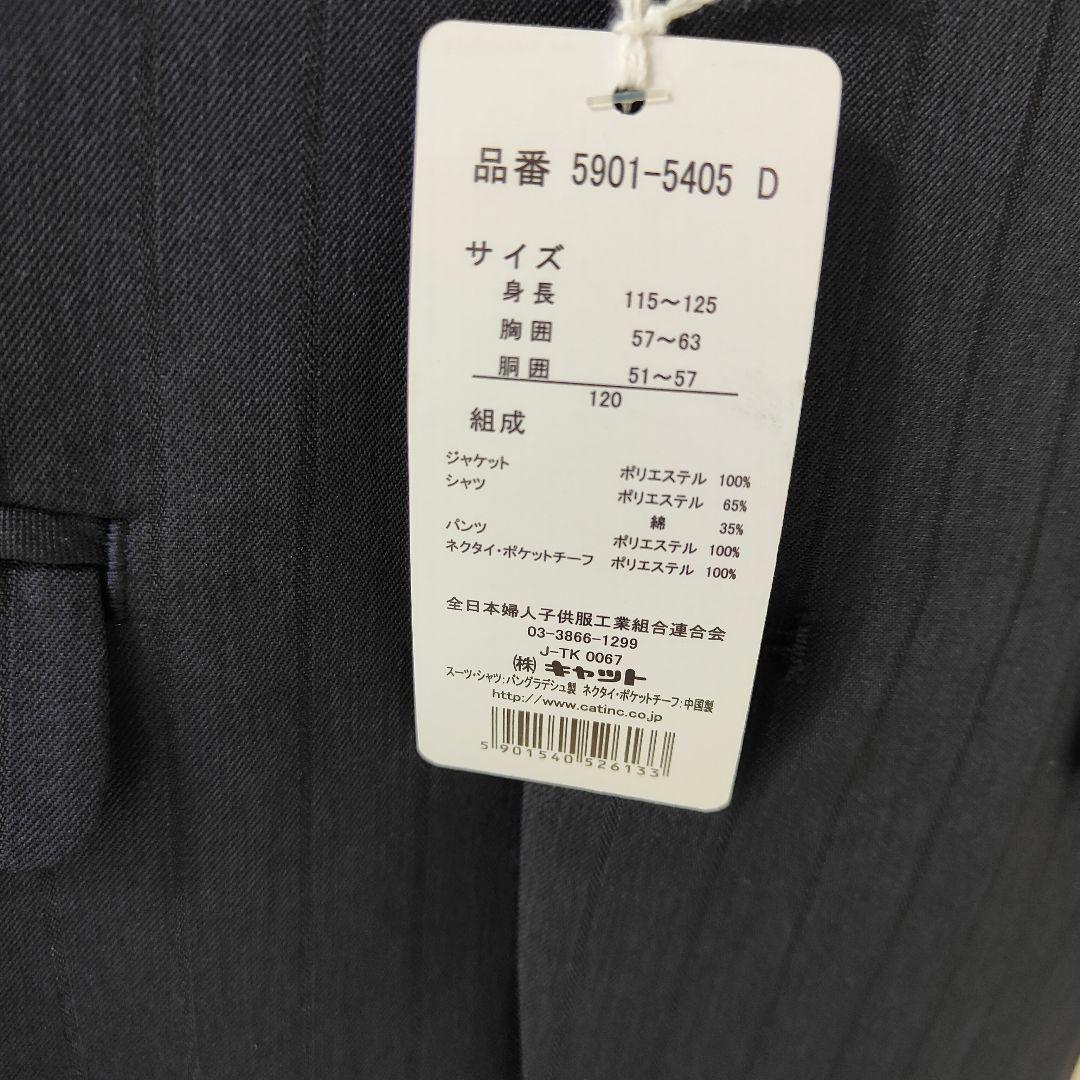 品番 5901-5405 D
サイズ
身長 115～125
胸囲 57～63
胴囲 51～57
120
組成
ジャケット ポリエステル 100%
シャツ ポリエステル 65%
綿 35%
パンツ ポリエステル 100%
ネクタイ・ポケットチーフ ポリエステル 100%
全日本婦人子供服工業組合連合会
03-3866-1299
J-TK 0067
(株) キャット
スーツ・シャツ:バングラデシュ製 ネクタイ・ポケットチーフ:中国製
http://www.catinc.co.jp
5 901540 526133